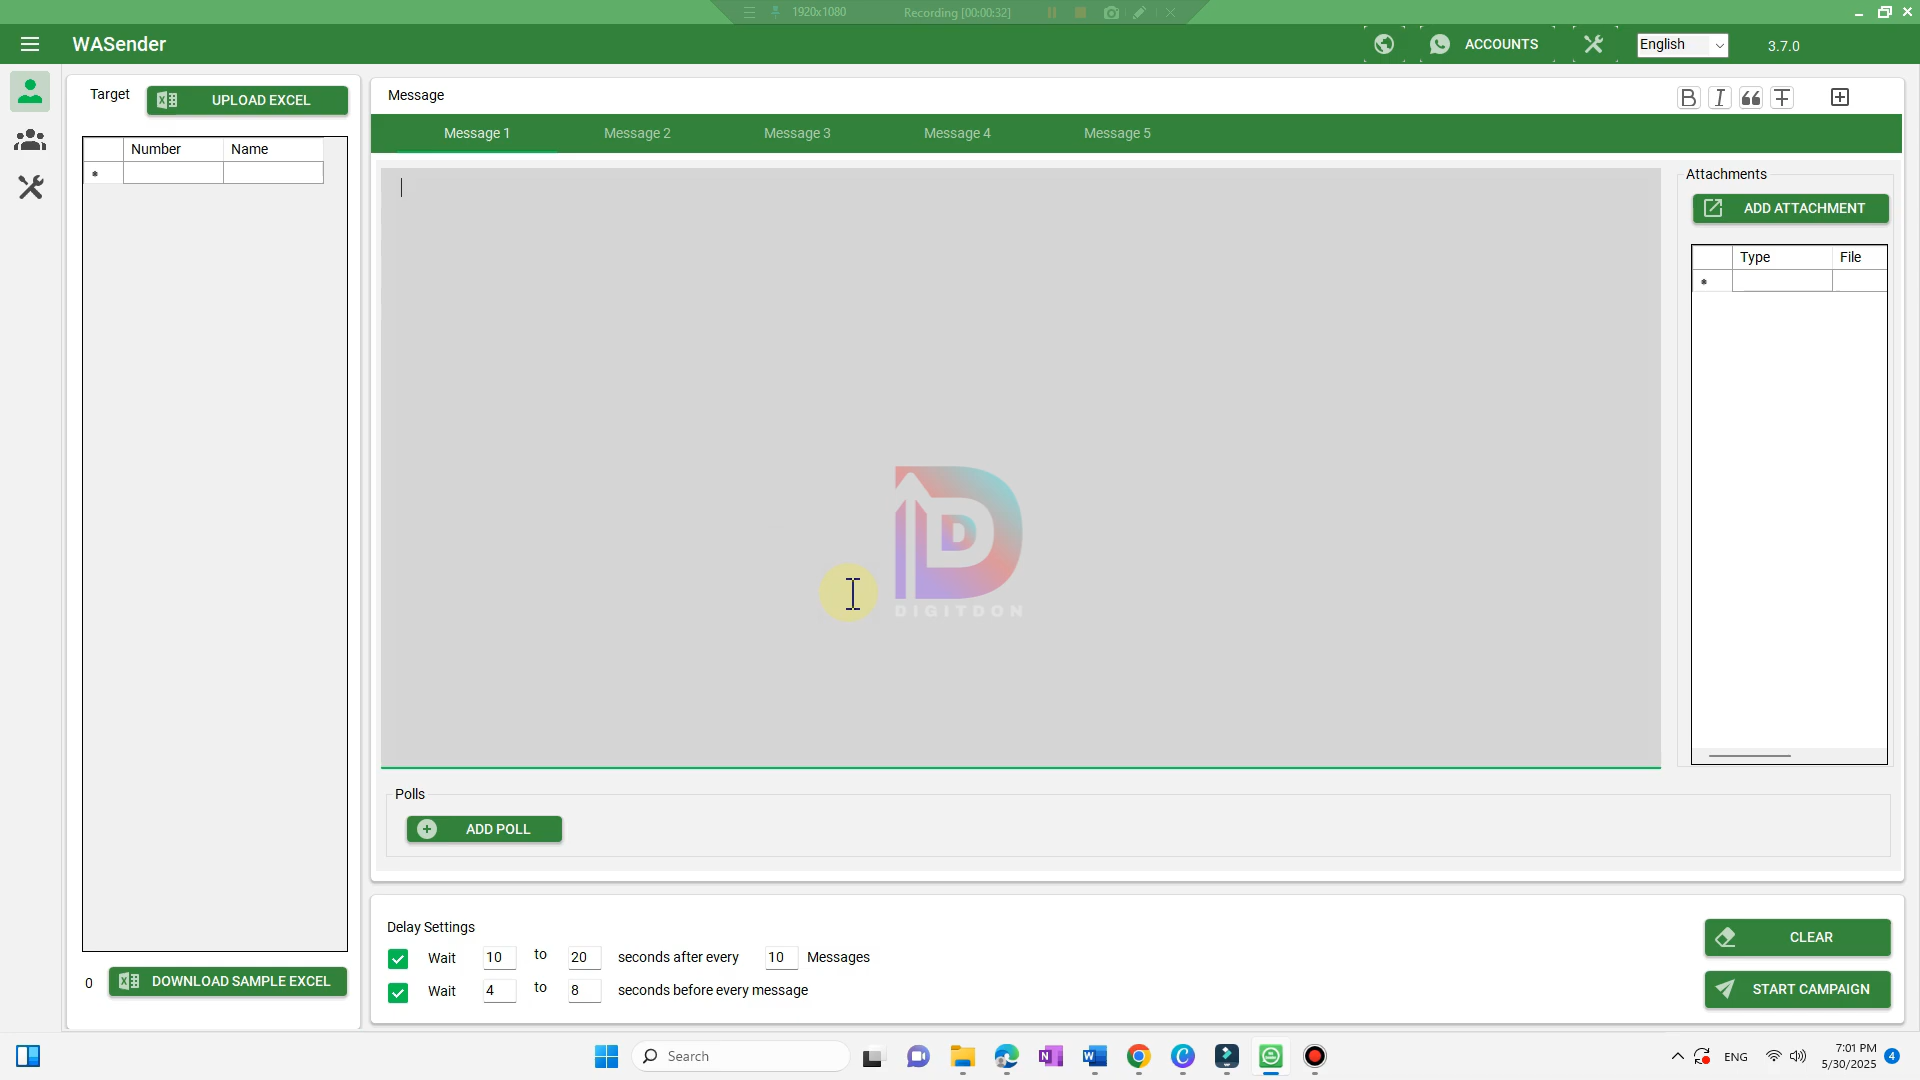 1920x1080 Recording [00:00:32]
WASender
ACCOUNTS
English
3.7.0
Target
UPLOAD EXCEL
Number Name
0
DOWNLOAD SAMPLE EXCEL
Message
B I
Message 1 Message 2 Message 3 Message 4 Message 5
DIGITDON
Attachments
ADD ATTACHMENT
Type File
Polls
ADD POLL
Delay Settings
Wait 10 to 20 seconds after every 10 Messages
Wait 4 to 8 seconds before every message
CLEAR
START CAMPAIGN
Search
ENG
7:01 PM
5/30/2025
4